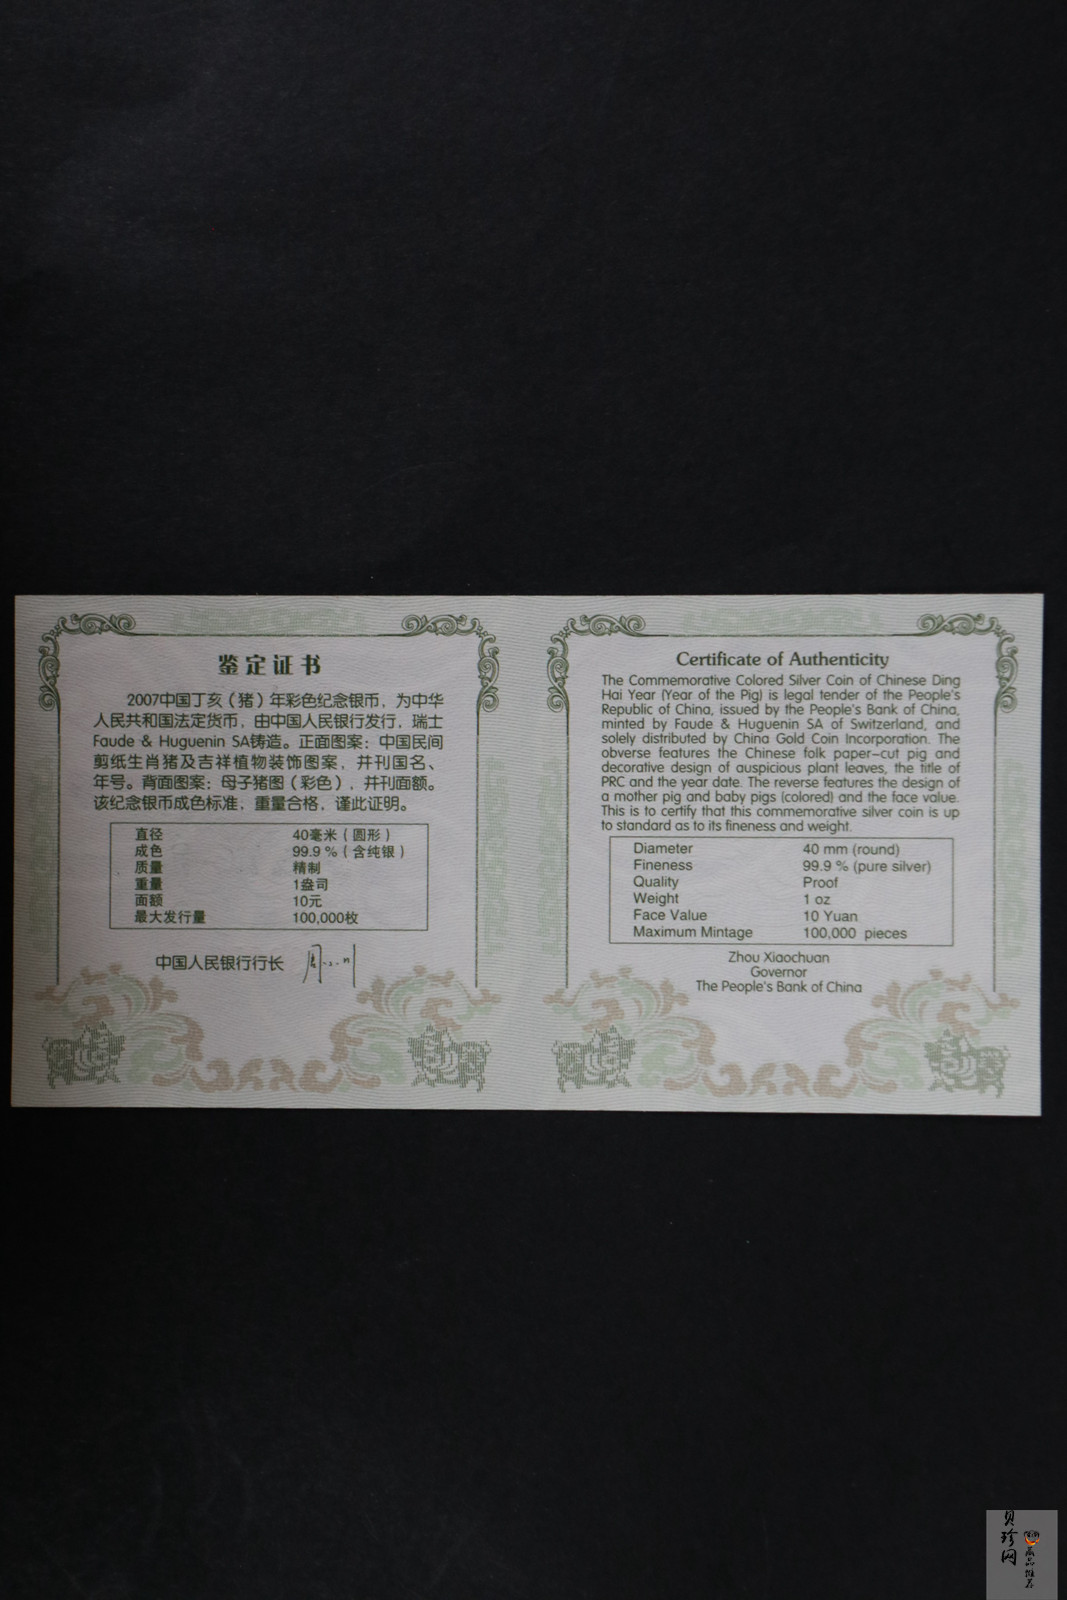 鉴定证书
2007中国丁亥（猪）年彩色纪念银币，为中华
人民共和国法定货币，由中国人民银行发行，瑞士
Faude & Huguenin SA铸造。正面图案：中国民间
剪纸生肖猪及吉祥植物装饰图案，并刊国名、
年号。背面图案：母子猪图（彩色），并刊面额。
该纪念银币成色标准，重量合格，谨此证明。
直径 40毫米（圆形）
成色 99.9％（含纯银）
质量 精制
重量 1盎司
面额 10元
最大发行量 100,000枚
中国人民银行行长 周小川
Certificate of Authenticity
The Commemorative Colored Silver Coin of Chinese Ding
Hai Year (Year of the Pig) is legal tender of the People's
Republic of China, issued by the People's Bank of China,
minted by Faude & Huguenin SA of Switzerland, and
solely distributed by China Gold Coin Incorporation. The
obverse features the Chinese folk paper-cut pig and
decorative design of auspicious plant leaves, the title of
PRC and the year date. The reverse features the design of
a mother pig and baby pigs (colored) and the face value.
This is to certify that this commemorative silver coin is up
to standard as to its fineness and weight.
Diameter 40 mm (round)
Fineness 99.9 % (pure silver)
Quality Proof
Weight 1 oz
Face Value 10 Yuan
Maximum Mintage 100,000 pieces
Zhou Xiaochuan
Governor
The People's Bank of China
贝珍网
藏品推荐